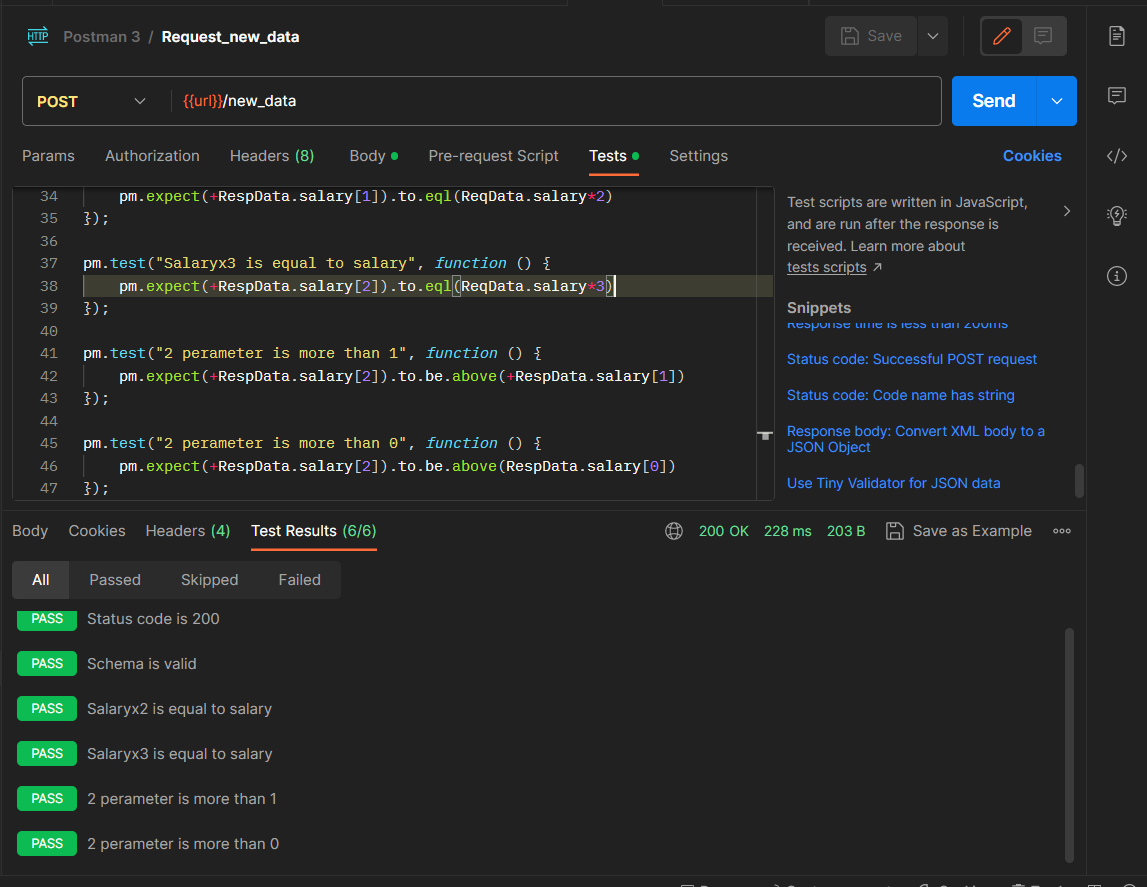 HTTP Postman 3 / Request_new_data Save
POST {{url}}/new_data Send
Params Authorization Headers (8) Body Pre-request Script Tests Settings Cookies
34 pm.expect(+RespData.salary[1]).to.eql(ReqData.salary*2)
35 });
36
37 pm.test("Salaryx3 is equal to salary", function () {
38 pm.expect(+RespData.salary[2]).to.eql(ReqData.salary*3)
39 });
40
41 pm.test("2 perameter is more than 1", function () {
42 pm.expect(+RespData.salary[2]).to.be.above(+RespData.salary[1])
43 });
44
45 pm.test("2 perameter is more than 0", function () {
46 pm.expect(+RespData.salary[2]).to.be.above(RespData.salary[0])
47 });
Test scripts are written in JavaScript,
and are run after the response is
received. Learn more about
tests scripts ↗
Snippets
Response time is less than 200ms
Status code: Successful POST request
Status code: Code name has string
Response body: Convert XML body to a
JSON Object
Use Tiny Validator for JSON data
Body Cookies Headers (4) Test Results (6/6) 200 OK 228 ms 203 B Save as Example
All Passed Skipped Failed
PASS Status code is 200
PASS Schema is valid
PASS Salaryx2 is equal to salary
PASS Salaryx3 is equal to salary
PASS 2 perameter is more than 1
PASS 2 perameter is more than 0